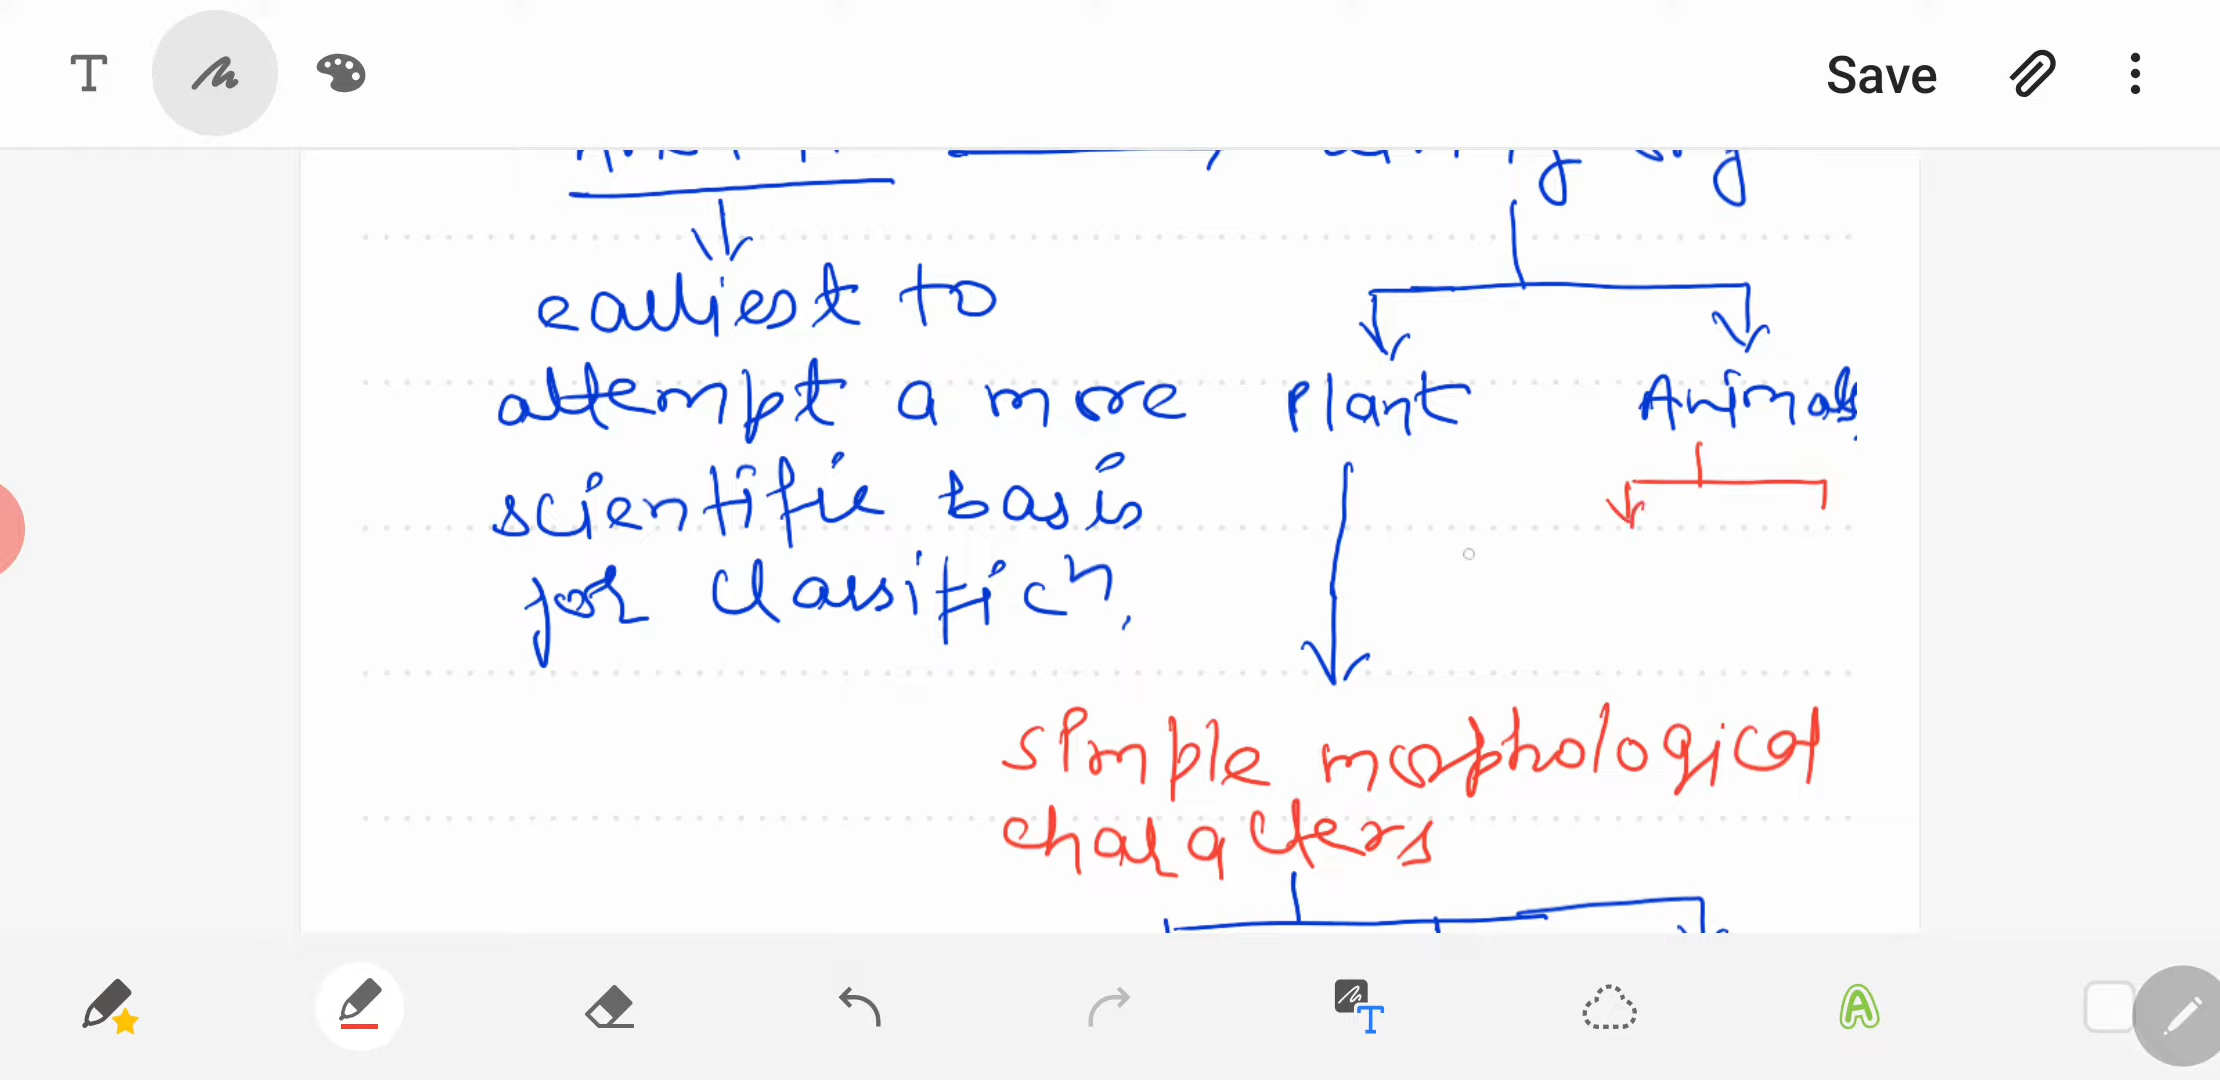 Save
earliest to
attempt a more
scientific basis
for classificn.
Plant
Animals
simple morphological
characters